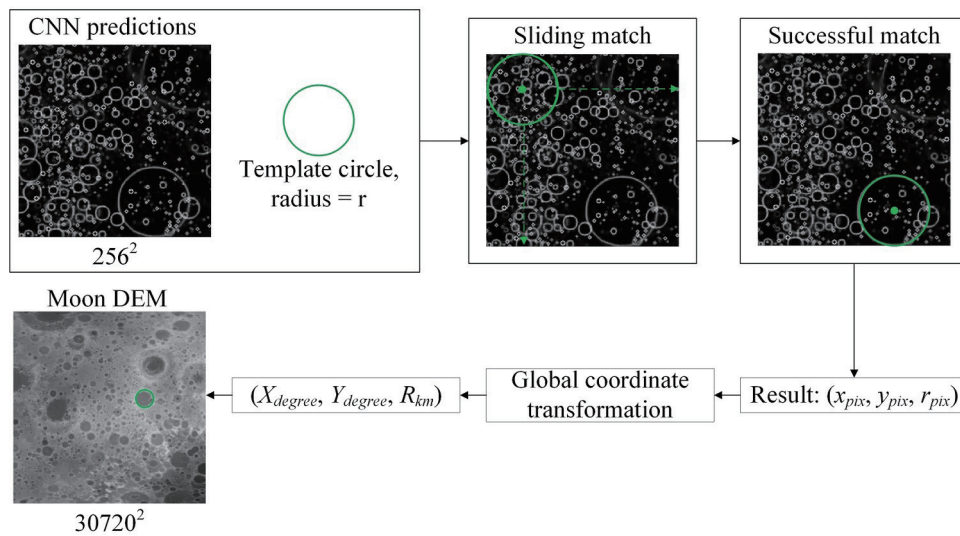 CNN predictions
Template circle,
radius = r
256²
Sliding match
Successful match
Result: (x_pix, y_pix, r_pix)
Global coordinate
transformation
(X_degree, Y_degree, R_km)
Moon DEM
30720²